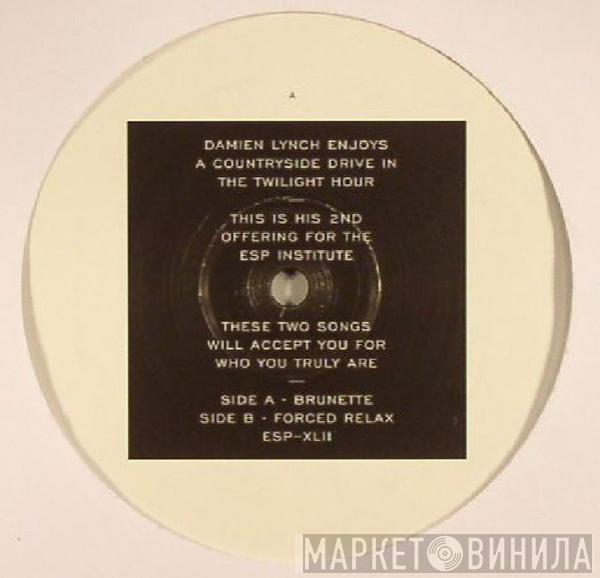 A
DAMIEN LYNCH ENJOYS
A COUNTRYSIDE DRIVE IN
THE TWILIGHT HOUR
THIS IS HIS 2ND
OFFERING FOR THE
ESP INSTITUTE
THESE TWO SONGS
WILL ACCEPT YOU FOR
WHO YOU TRULY ARE
—
SIDE A - BRUNETTE
SIDE B - FORCED RELAX
ESP-XLII
МАРКЕТ ВИНИЛА